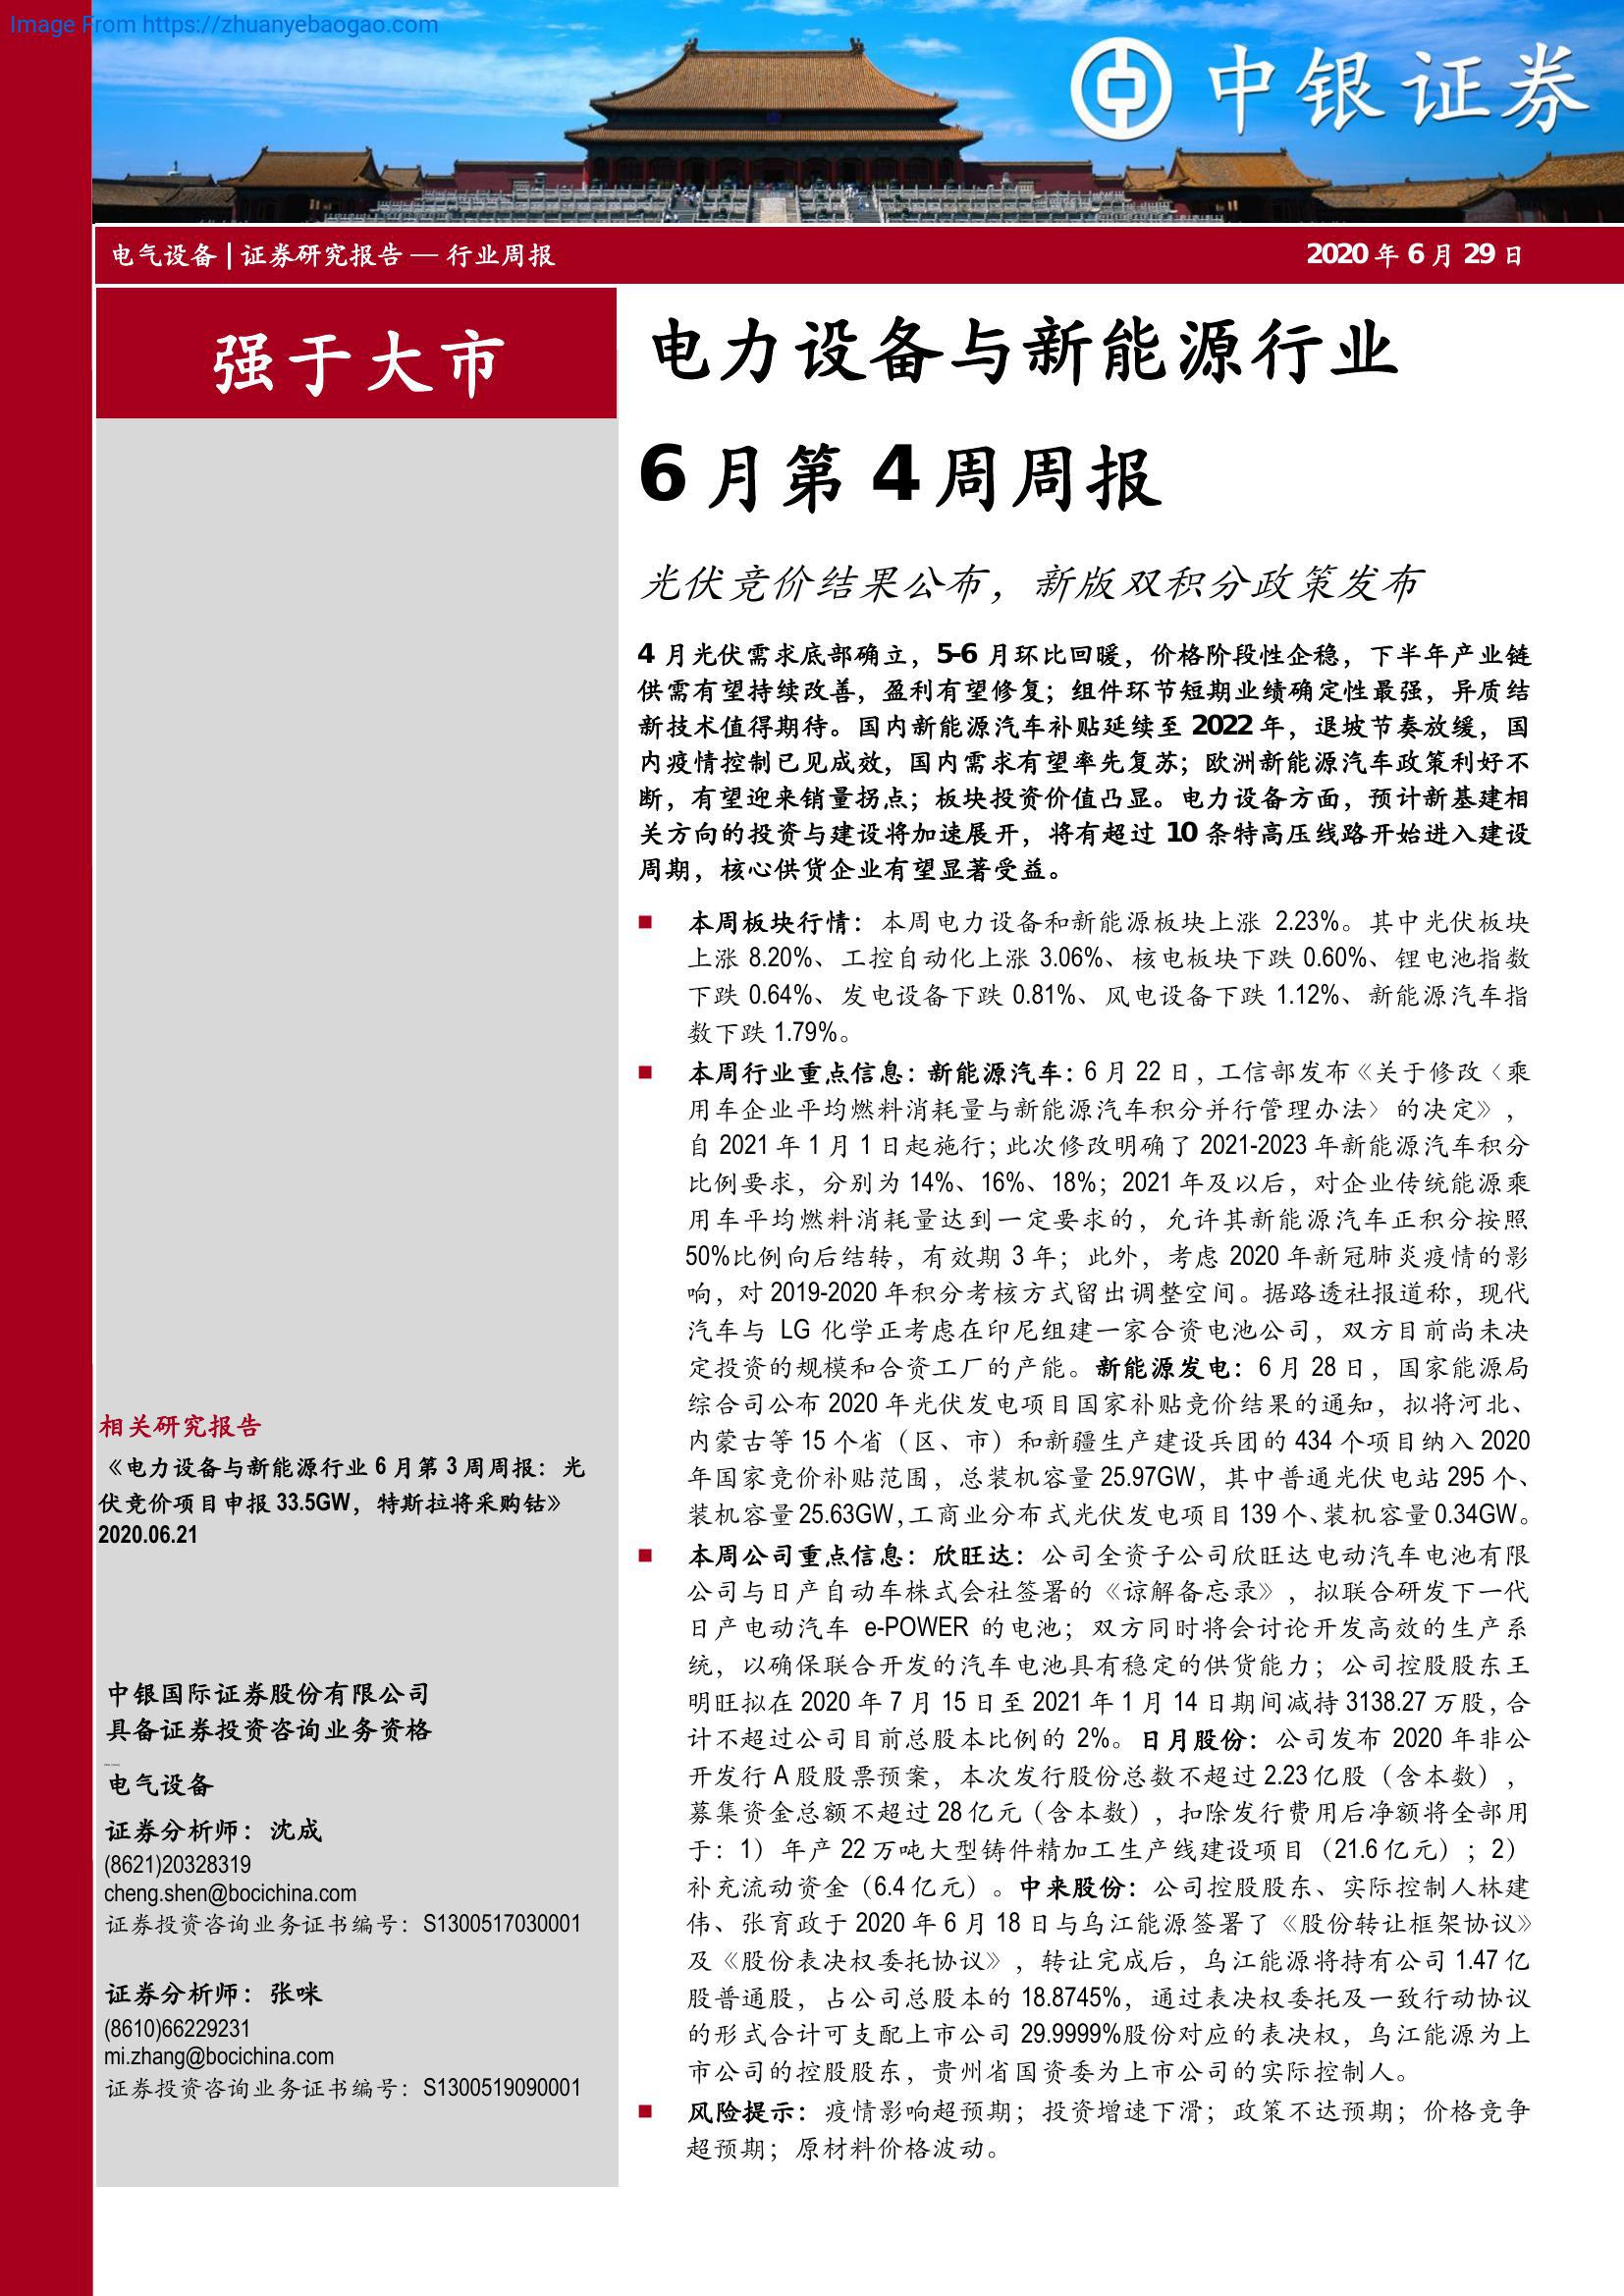 Image From https://zhuanyebaogao.com
中银证券
电气设备 | 证券研究报告 — 行业周报
2020 年 6 月 29 日
强于大市
相关研究报告
《电力设备与新能源行业 6 月第 3 周周报：光
伏竞价项目申报 33.5GW，特斯拉将采购钴》
2020.06.21
中银国际证券股份有限公司
具备证券投资咨询业务资格
电气设备
证券分析师：沈成
(8621)20328319
cheng.shen@bocichina.com
证券投资咨询业务证书编号：S1300517030001
证券分析师：张咪
(8610)66229231
mi.zhang@bocichina.com
证券投资咨询业务证书编号：S1300519090001
电力设备与新能源行业
6 月第 4 周周报
光伏竞价结果公布，新版双积分政策发布
4 月光伏需求底部确立，5-6 月环比回暖，价格阶段性企稳，下半年产业链
供需有望持续改善，盈利有望修复；组件环节短期业绩确定性最强，异质结
新技术值得期待。国内新能源汽车补贴延续至 2022 年，退坡节奏放缓，国
内疫情控制已见成效，国内需求有望率先复苏；欧洲新能源汽车政策利好不
断，有望迎来销量拐点；板块投资价值凸显。电力设备方面，预计新基建相
关方向的投资与建设将加速展开，将有超过 10 条特高压线路开始进入建设
周期，核心供货企业有望显著受益。
■ 本周板块行情：本周电力设备和新能源板块上涨 2.23%。其中光伏板块
上涨 8.20%、工控自动化上涨 3.06%、核电板块下跌 0.60%、锂电池指数
下跌 0.64%、发电设备下跌 0.81%、风电设备下跌 1.12%、新能源汽车指
数下跌 1.79%。
■ 本周行业重点信息：新能源汽车：6 月 22 日，工信部发布《关于修改〈乘
用车企业平均燃料消耗量与新能源汽车积分并行管理办法〉的决定》，
自 2021 年 1 月 1 日起施行；此次修改明确了 2021-2023 年新能源汽车积分
比例要求，分别为 14%、16%、18%；2021 年及以后，对企业传统能源乘
用车平均燃料消耗量达到一定要求的，允许其新能源汽车正积分按照
50%比例向后结转，有效期 3 年；此外，考虑 2020 年新冠肺炎疫情的影
响，对 2019-2020 年积分考核方式留出调整空间。据路透社报道称，现代
汽车与 LG 化学正考虑在印尼组建一家合资电池公司，双方目前尚未决
定投资的规模和合资工厂的产能。新能源发电：6 月 28 日，国家能源局
综合司公布 2020 年光伏发电项目国家补贴竞价结果的通知，拟将河北、
内蒙古等 15 个省（区、市）和新疆生产建设兵团的 434 个项目纳入 2020
年国家竞价补贴范围，总装机容量 25.97GW，其中普通光伏电站 295 个、
装机容量 25.63GW，工商业分布式光伏发电项目 139 个、装机容量 0.34GW。
■ 本周公司重点信息：欣旺达：公司全资子公司欣旺达电动汽车电池有限
公司与日产自动车株式会社签署的《谅解备忘录》，拟联合研发下一代
日产电动汽车 e-POWER 的电池；双方同时将会讨论开发高效的生产系
统，以确保联合开发的汽车电池具有稳定的供货能力；公司控股股东王
明旺拟在 2020 年 7 月 15 日至 2021 年 1 月 14 日期间减持 3138.27 万股，合
计不超过公司目前总股本比例的 2%。日月股份：公司发布 2020 年非公
开发行 A 股股票预案，本次发行股份总数不超过 2.23 亿股（含本数），
募集资金总额不超过 28 亿元（含本数），扣除发行费用后净额将全部用
于：1）年产 22 万吨大型铸件精加工生产线建设项目（21.6 亿元）；2）
补充流动资金（6.4 亿元）。中来股份：公司控股股东、实际控制人林建
伟、张育政于 2020 年 6 月 18 日与乌江能源签署了《股份转让框架协议》
及《股份表决权委托协议》，转让完成后，乌江能源将持有公司 1.47 亿
股普通股，占公司总股本的 18.8745%，通过表决权委托及一致行动协议
的形式合计可支配上市公司 29.9999%股份对应的表决权，乌江能源为上
市公司的控股股东，贵州省国资委为上市公司的实际控制人。
■ 风险提示：疫情影响超预期；投资增速下滑；政策不达预期；价格竞争
超预期；原材料价格波动。